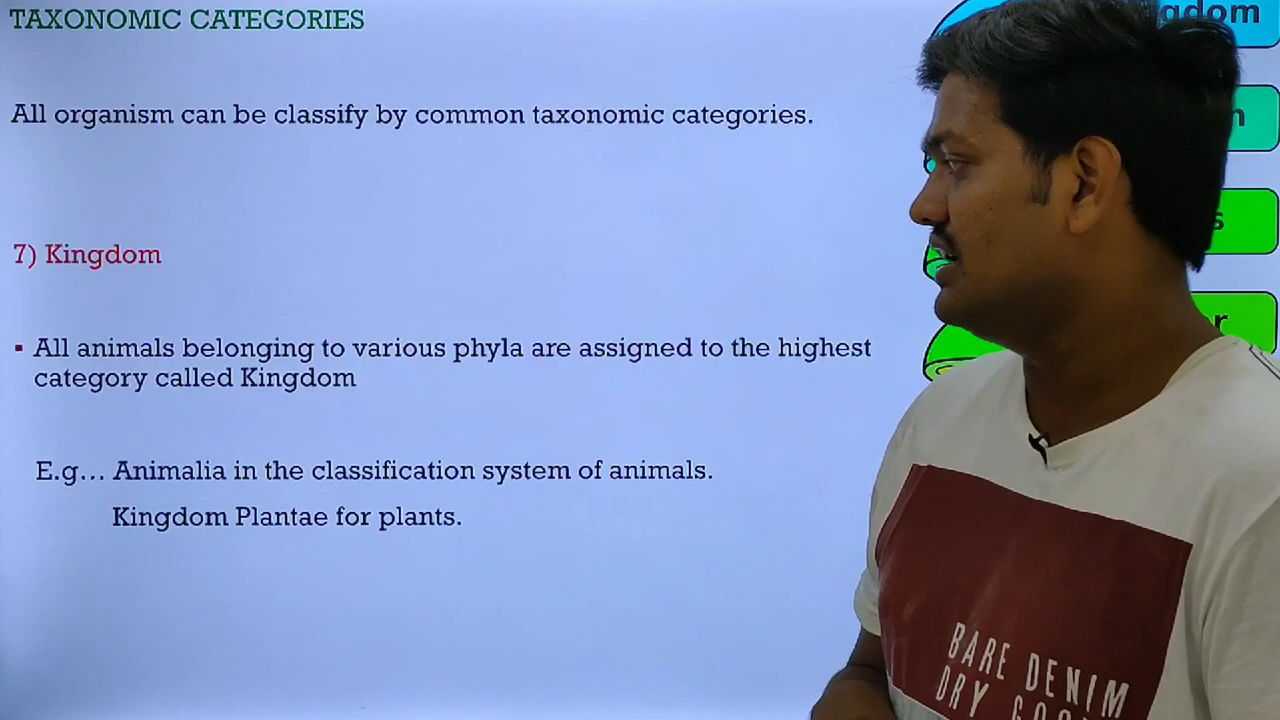 TAXONOMIC CATEGORIES
All organism can be classify by common taxonomic categories.
7) Kingdom
▪ All animals belonging to various phyla are assigned to the highest
category called Kingdom
E.g... Animalia in the classification system of animals.
Kingdom Plantae for plants.
BARE DENIM
DRY